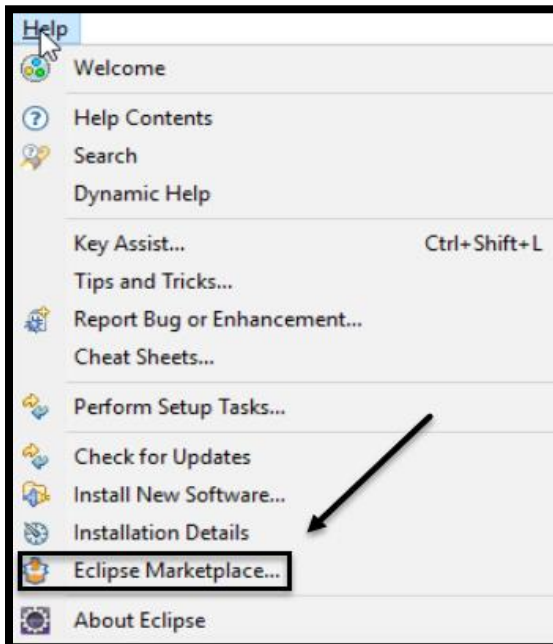 Help
Welcome
Help Contents
Search
Dynamic Help
Key Assist... Ctrl+Shift+L
Tips and Tricks...
Report Bug or Enhancement...
Cheat Sheets...
Perform Setup Tasks...
Check for Updates
Install New Software...
Installation Details
Eclipse Marketplace...
About Eclipse